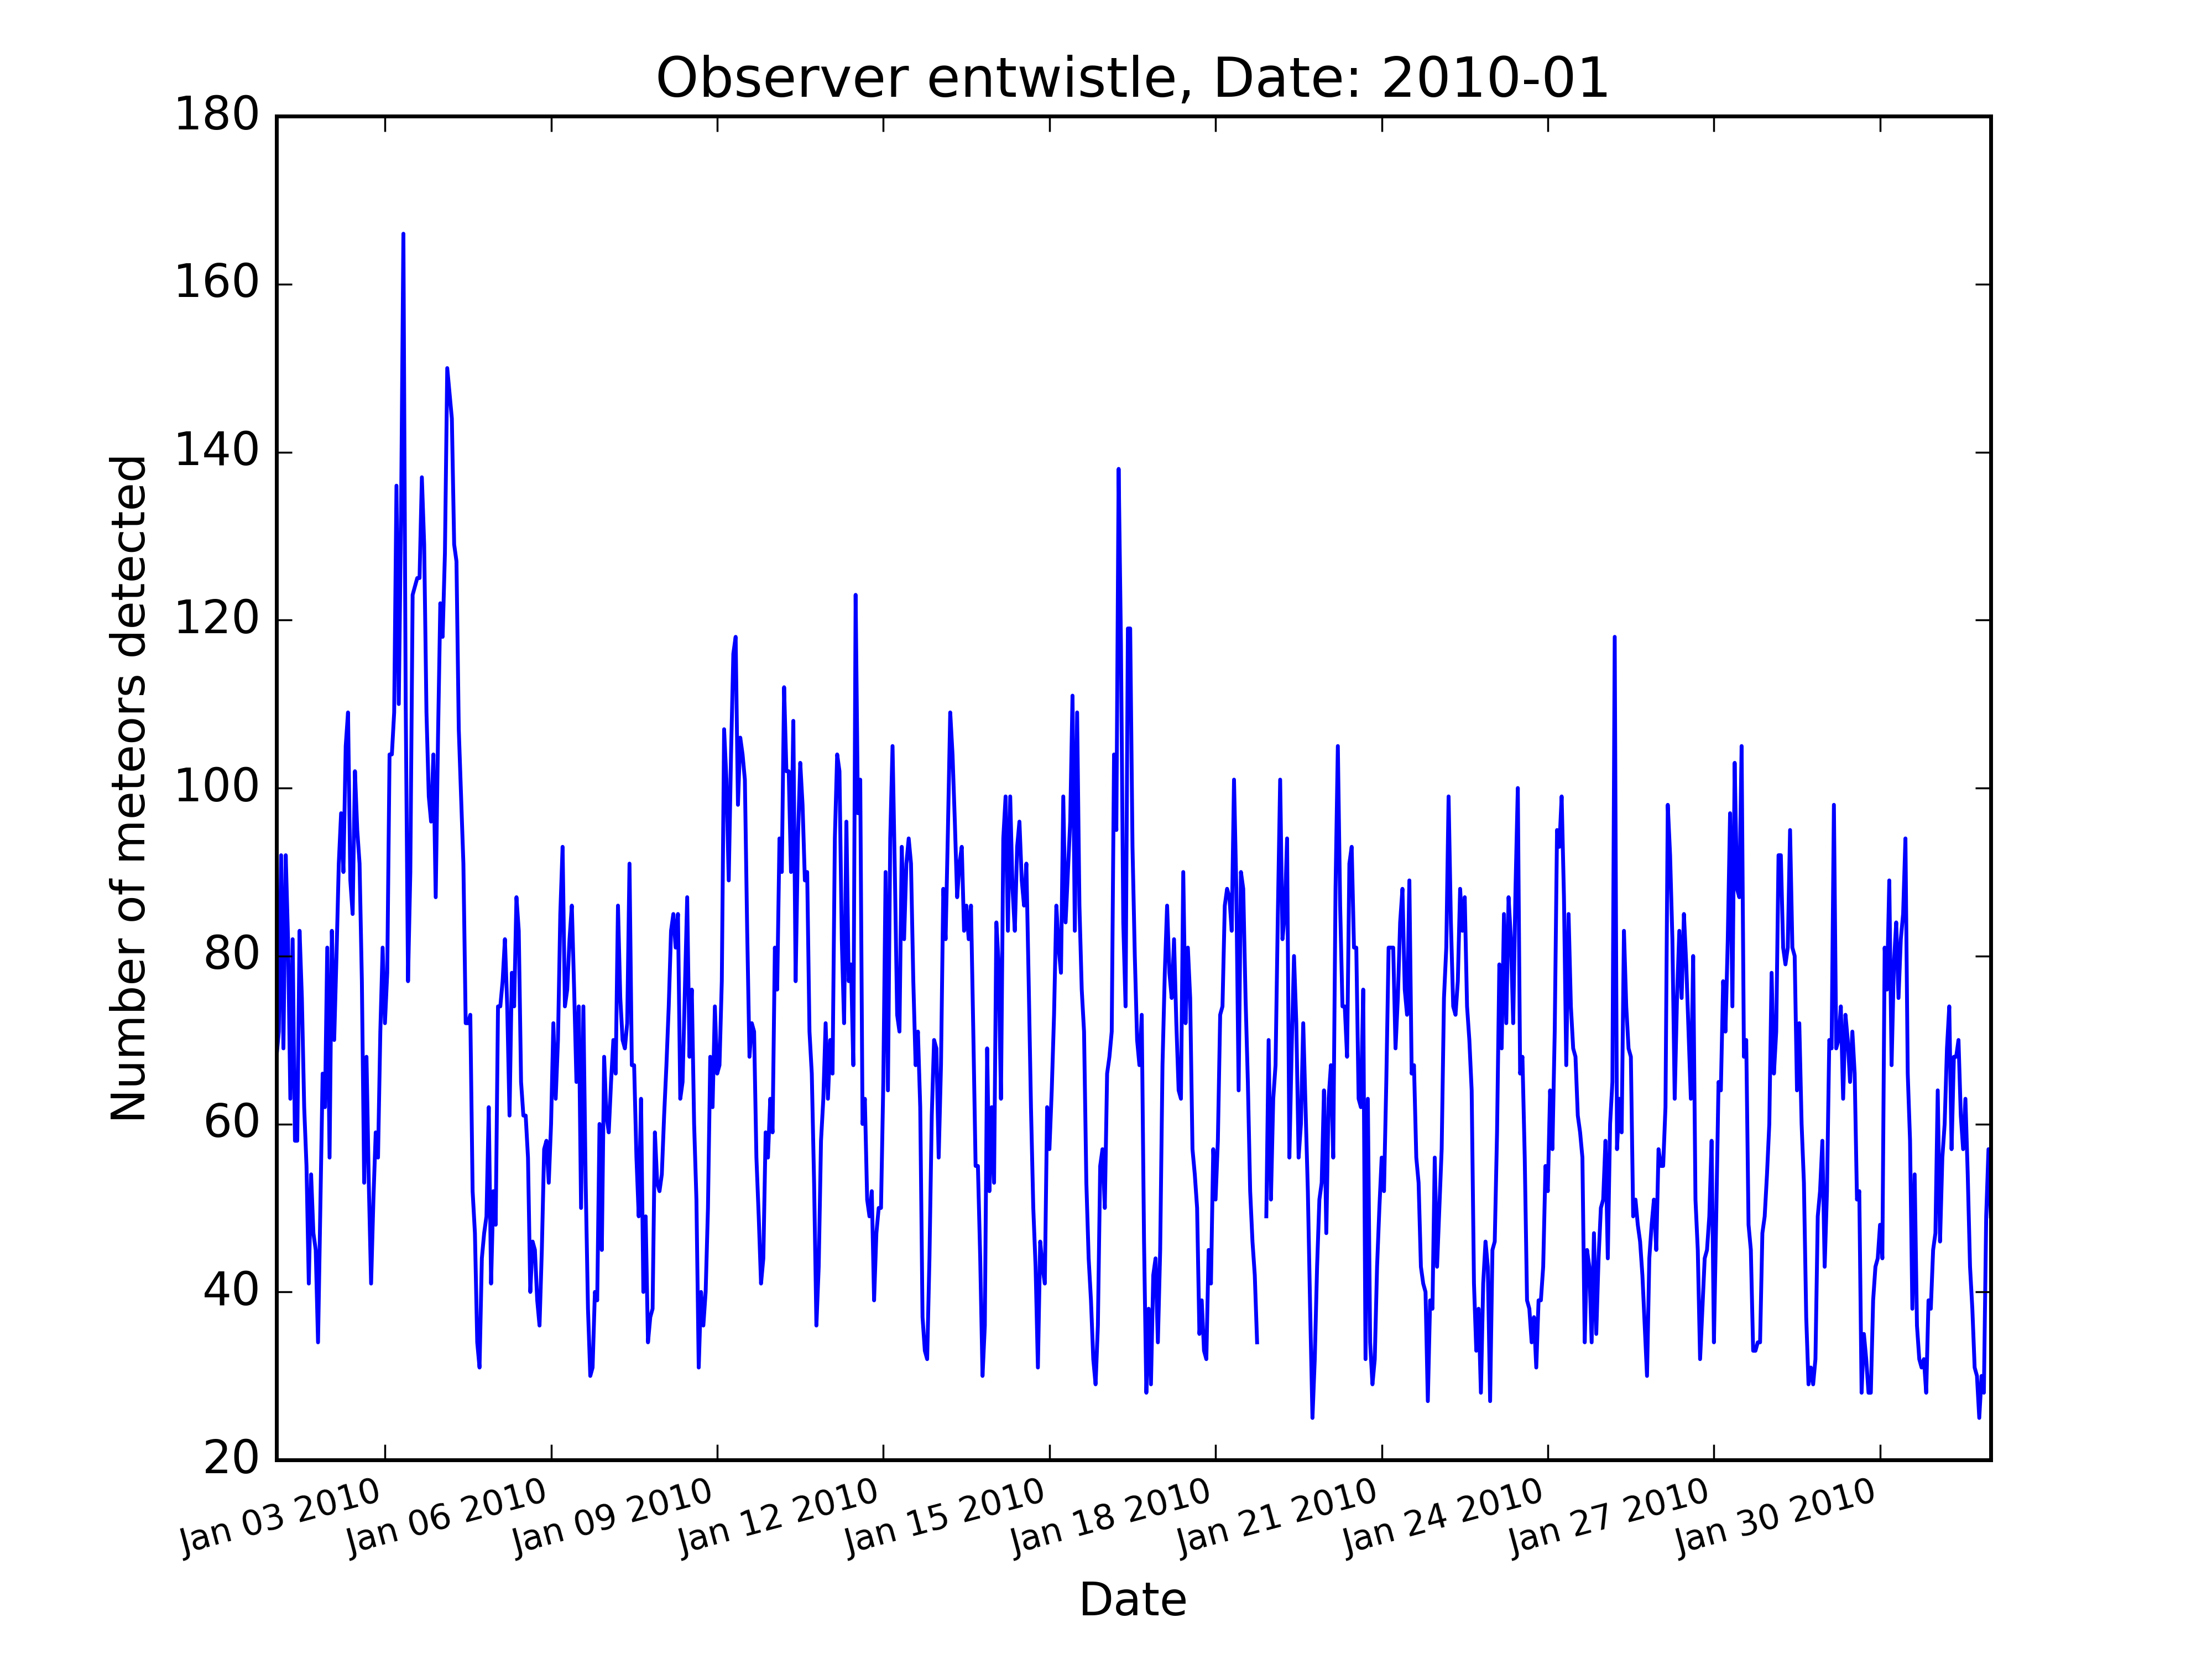 Observer entwistle, Date: 2010-01
180
160
140
120
100
80
60
40
20
Number of meteors detected
Jan 03 2010
Jan 06 2010
Jan 09 2010
Jan 12 2010
Jan 15 2010
Jan 18 2010
Jan 21 2010
Jan 24 2010
Jan 27 2010
Jan 30 2010
Date